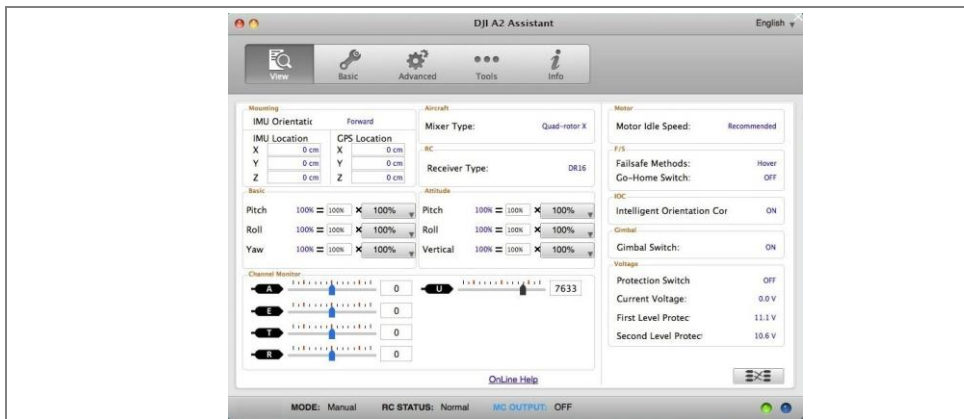 DJI A2 Assistant
English
View
Basic
Advanced
Tools
Info
Mounting
IMU Orientatic Forward
IMU Location GPS Location
X 0 cm X 0 cm
Y 0 cm Y 0 cm
Z 0 cm Z 0 cm
Aircraft
Mixer Type: Quad-rotor X
RC
Receiver Type: DR16
Basic
Pitch 100% = 100% × 100%
Roll 100% = 100% × 100%
Yaw 100% = 100% × 100%
Attitude
Pitch 100% = 100% × 100%
Roll 100% = 100% × 100%
Vertical 100% = 100% × 100%
Channel Monitor
A 0
E 0
T 0
R 0
U 7633
Motor
Motor Idle Speed: Recommended
F/S
Failsafe Methods: Hover
Go-Home Switch: OFF
IOC
Intelligent Orientation Cor ON
Gimbal
Gimbal Switch: ON
Voltage
Protection Switch OFF
Current Voltage: 0.0 V
First Level Protec 11.1 V
Second Level Protec 10.6 V
OnLine Help
MODE: Manual RC STATUS: Normal MC OUTPUT: OFF